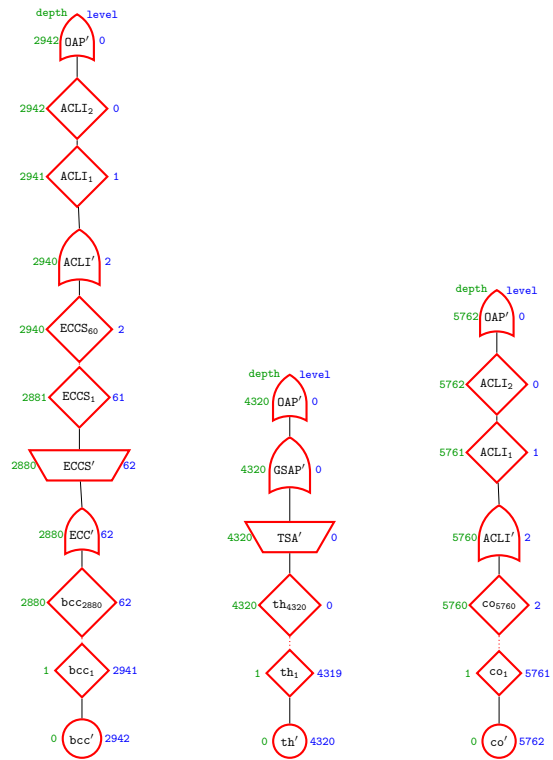 depth level
2942 OAP′ 0
2942 ACLI₂ 0
2941 ACLI₁ 1
2940 ACLI′ 2
2940 ECCS₆₀ 2
2881 ECCS₁ 61
2880 ECCS′ 62
2880 ECC′ 62
2880 bcc₂₈₈₀ 62
1 bcc₁ 2941
0 bcc′ 2942
depth level
4320 OAP′ 0
4320 GSAP′ 0
4320 TSA′ 0
4320 th₄₃₂₀ 0
1 th₁ 4319
0 th′ 4320
depth level
5762 OAP′ 0
5762 ACLI₂ 0
5761 ACLI₁ 1
5760 ACLI′ 2
5760 co₅₇₆₀ 2
1 co₁ 5761
0 co′ 5762